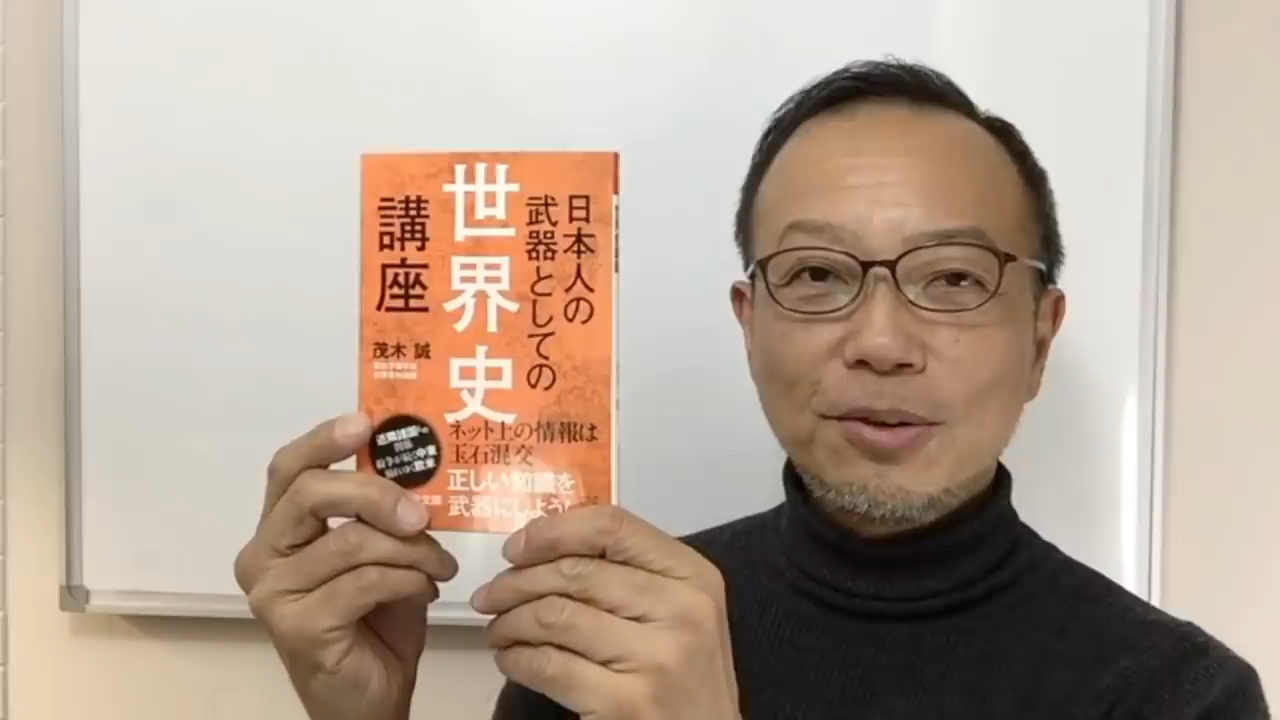 日本人の
武器としての
世界史
講座
茂木 誠
ネット上の情報は
玉石混交
正しい知識を
武器にしよう!